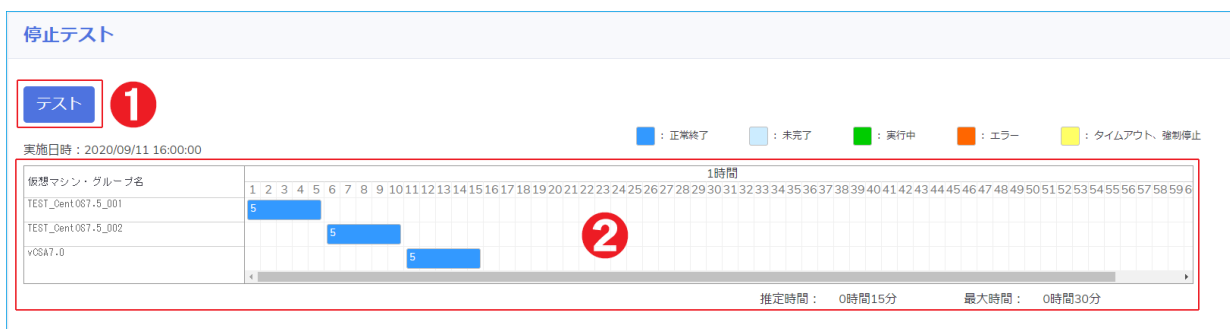 停止テスト
テスト
1
: 正常終了 : 未完了 : 実行中 : エラー : タイムアウト、強制停止
実施日時：2020/09/11 16:00:00
仮想マシン・グループ名
1時間
1 2 3 4 5 6 7 8 9 10 11 12 13 14 15 16 17 18 19 20 21 22 23 24 25 26 27 28 29 30 31 32 33 34 35 36 37 38 39 40 41 42 43 44 45 46 47 48 49 50 51 52 53 54 55 56 57 58 59 6
TEST_CentOS7.5_001
5
TEST_CentOS7.5_002
5
2
vCSA7.0
5
推定時間： 0時間15分 最大時間： 0時間30分